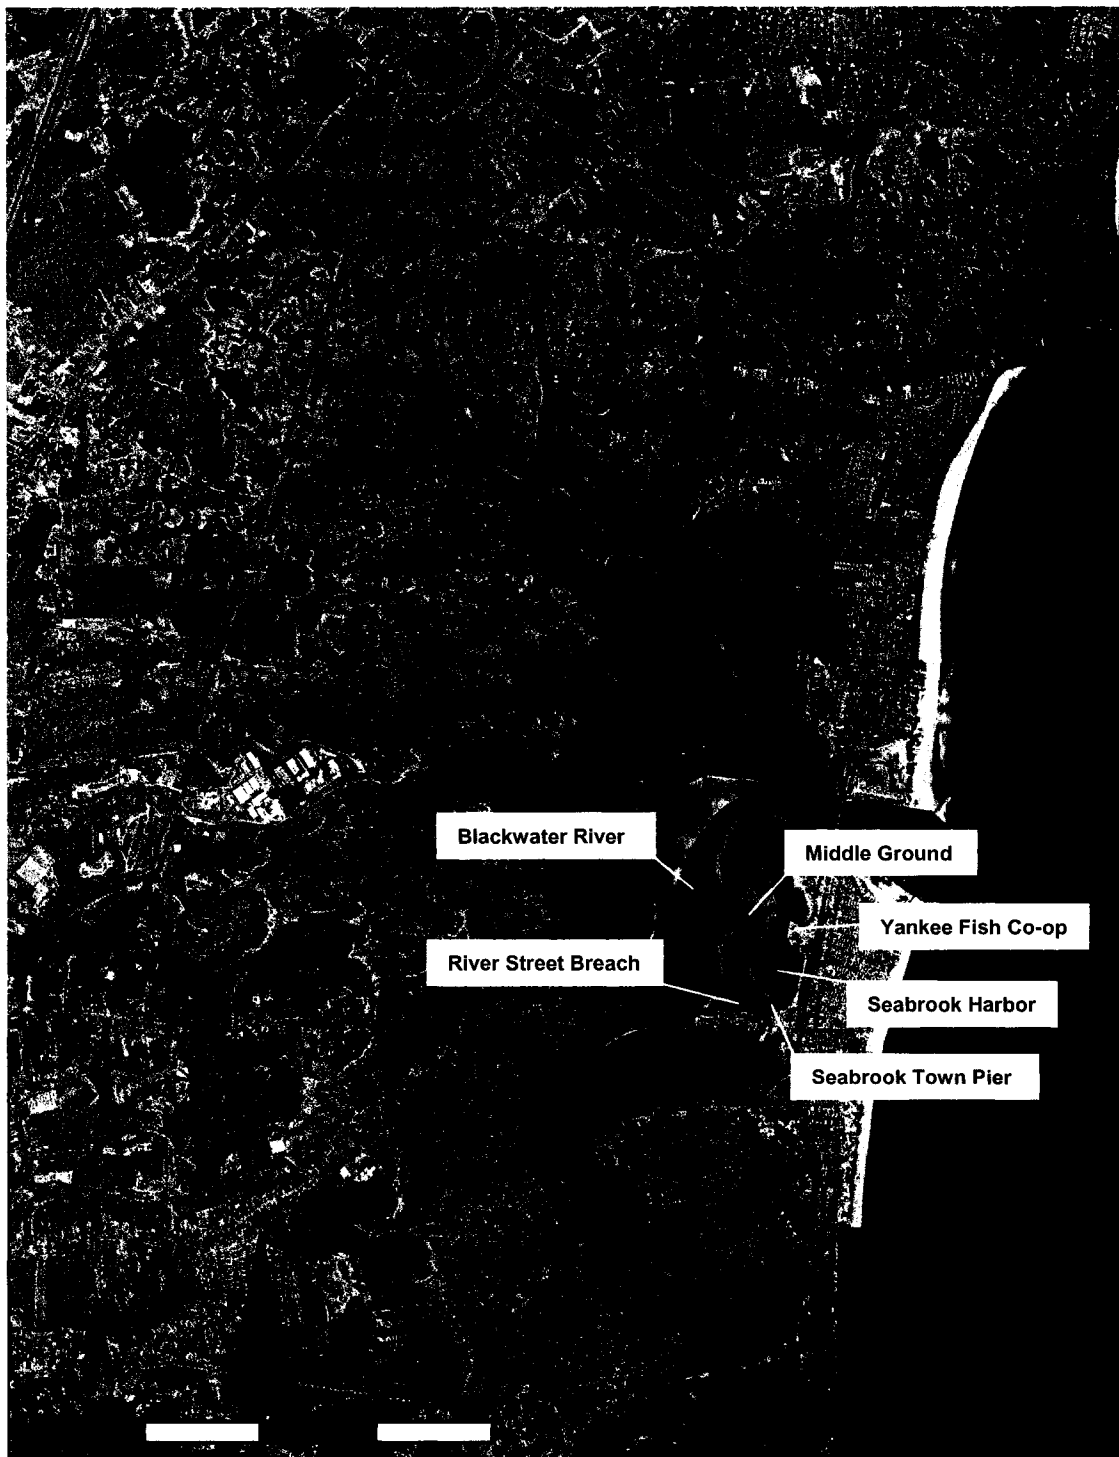 Blackwater River
Middle Ground
Yankee Fish Co-op
River Street Breach
Seabrook Harbor
Seabrook Town Pier